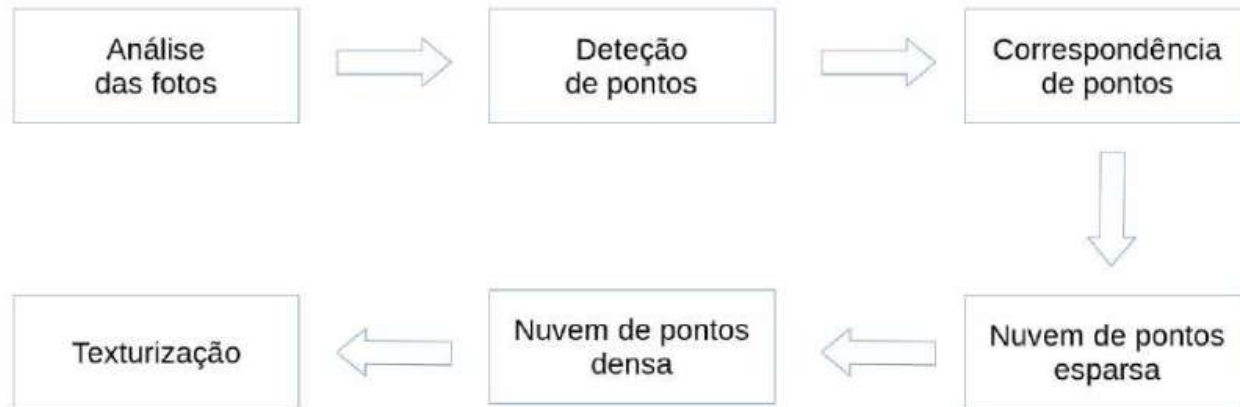 Análise
das fotos
Deteção
de pontos
Correspondência
de pontos
Nuvem de pontos
esparsa
Nuvem de pontos
densa
Texturização